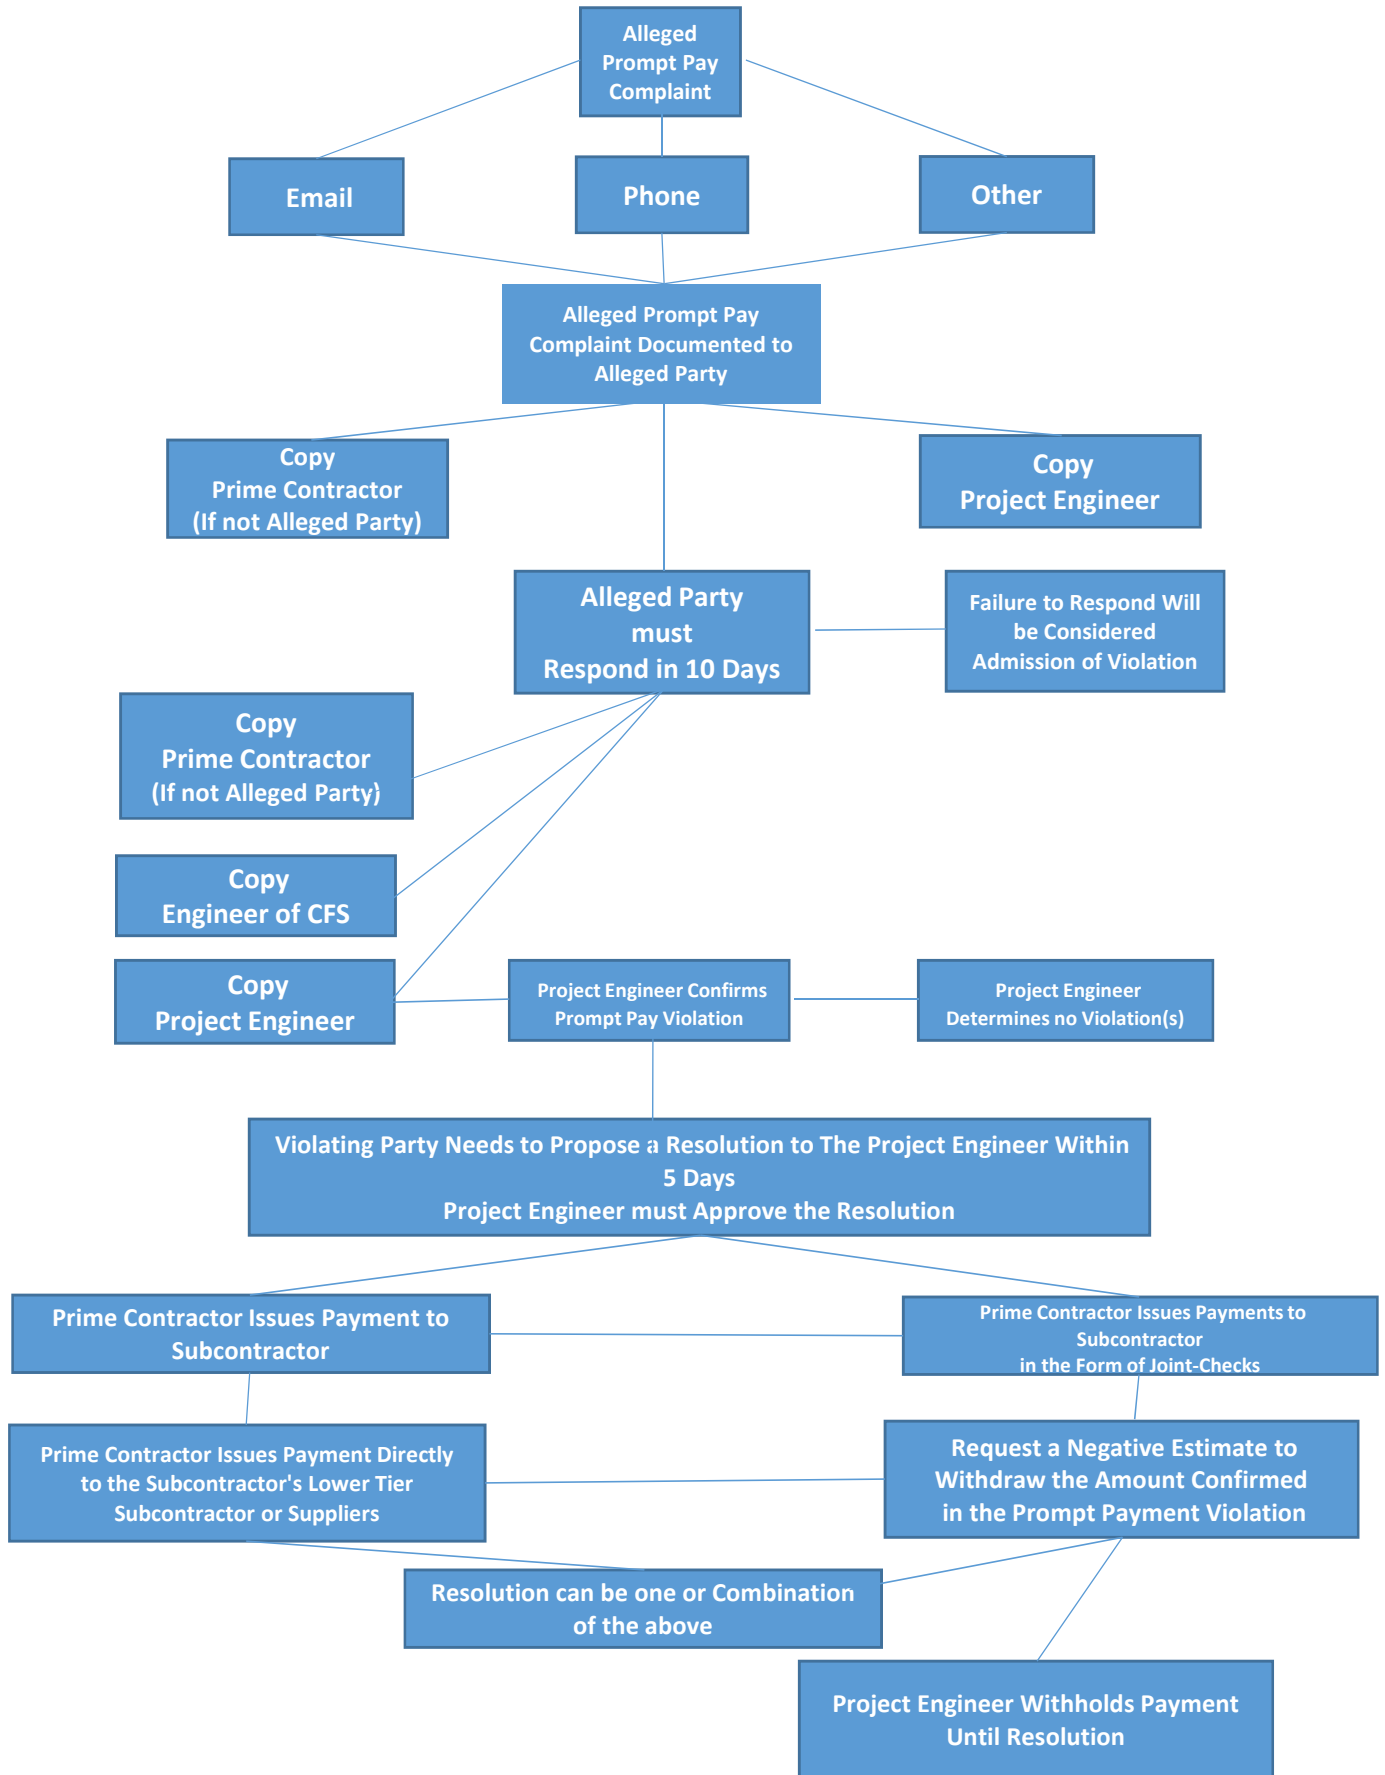 Alleged
Prompt Pay
Complaint
Email
Phone
Other
Alleged Prompt Pay
Complaint Documented to
Alleged Party
Copy
Prime Contractor
(If not Alleged Party)
Copy
Project Engineer
Alleged Party
must
Respond in 10 Days
Failure to Respond Will
be Considered
Admission of Violation
Copy
Prime Contractor
(If not Alleged Party)
Copy
Engineer of CFS
Copy
Project Engineer
Project Engineer Confirms
Prompt Pay Violation
Project Engineer
Determines no Violation(s)
Violating Party Needs to Propose a Resolution to The Project Engineer Within
5 Days
Project Engineer must Approve the Resolution
Prime Contractor Issues Payment to
Subcontractor
Prime Contractor Issues Payments to
Subcontractor
in the Form of Joint-Checks
Prime Contractor Issues Payment Directly
to the Subcontractor's Lower Tier
Subcontractor or Suppliers
Request a Negative Estimate to
Withdraw the Amount Confirmed
in the Prompt Payment Violation
Resolution can be one or Combination
of the above
Project Engineer Withholds Payment
Until Resolution